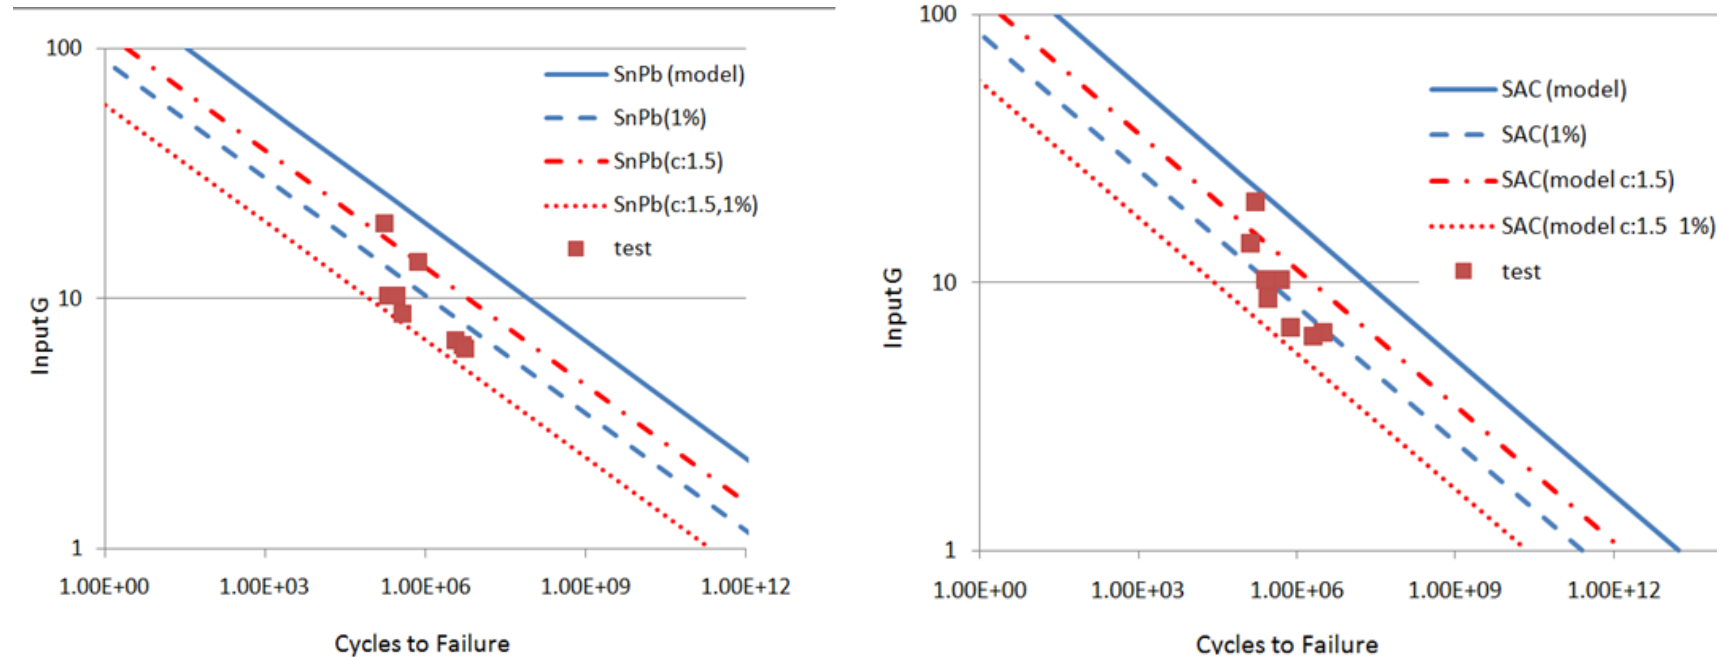 100
10
1
Input G
1.00E+00 1.00E+03 1.00E+06 1.00E+09 1.00E+12
Cycles to Failure
SnPb (model)
SnPb(1%)
SnPb(c:1.5)
SnPb(c:1.5,1%)
test
100
10
1
Input G
1.00E+00 1.00E+03 1.00E+06 1.00E+09 1.00E+12
Cycles to Failure
SAC (model)
SAC(1%)
SAC(model c:1.5)
SAC(model c:1.5 1%)
test